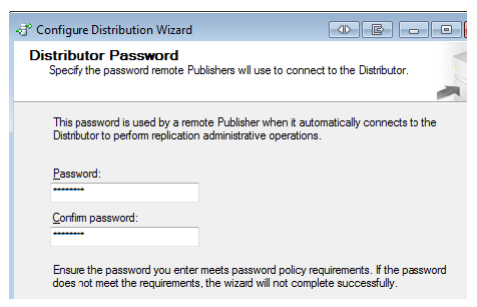 Configure Distribution Wizard
Distributor Password
Specify the password remote Publishers will use to connect to the Distributor.
This password is used by a remote Publisher when it automatically connects to the
Distributor to perform replication administrative operations.
Password:
********
Confirm password:
********
Ensure the password you enter meets password policy requirements. If the password
does not meet the requirements, the wizard will not complete successfully.